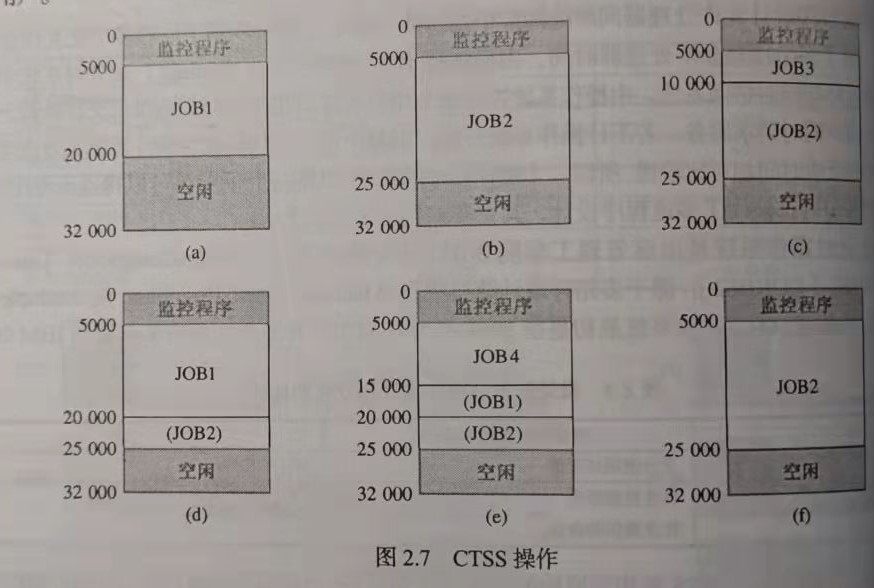 0
监控程序
5000
JOB1
20 000
空闲
32 000
(a)
0
监控程序
5000
JOB2
25 000
空闲
32 000
(b)
0
监控程序
5000
JOB3
10 000
(JOB2)
25 000
空闲
32 000
(c)
0
监控程序
5000
JOB1
20 000
(JOB2)
25 000
空闲
32 000
(d)
0
监控程序
5000
JOB4
15 000
(JOB1)
20 000
(JOB2)
25 000
空闲
32 000
(e)
0
监控程序
5000
JOB2
25 000
空闲
32 000
(f)
图 2.7 CTSS 操作